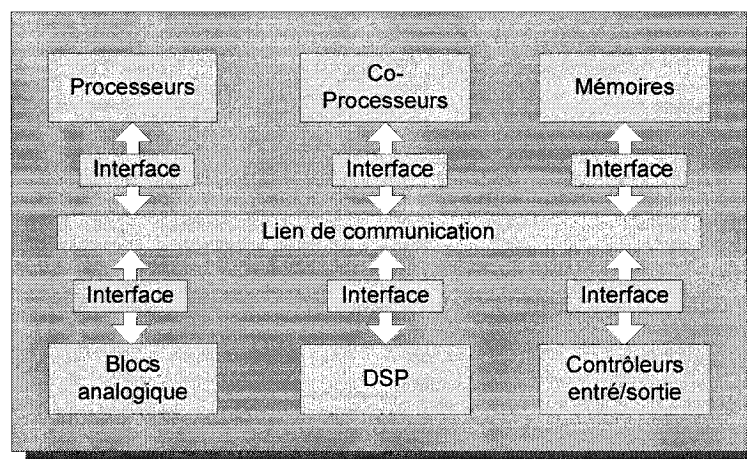 Processeurs
Co-
Processeurs
Mémoires
Interface
Interface
Interface
Lien de communication
Interface
Interface
Interface
Blocs
analogique
DSP
Contrôleurs
entré/sortie